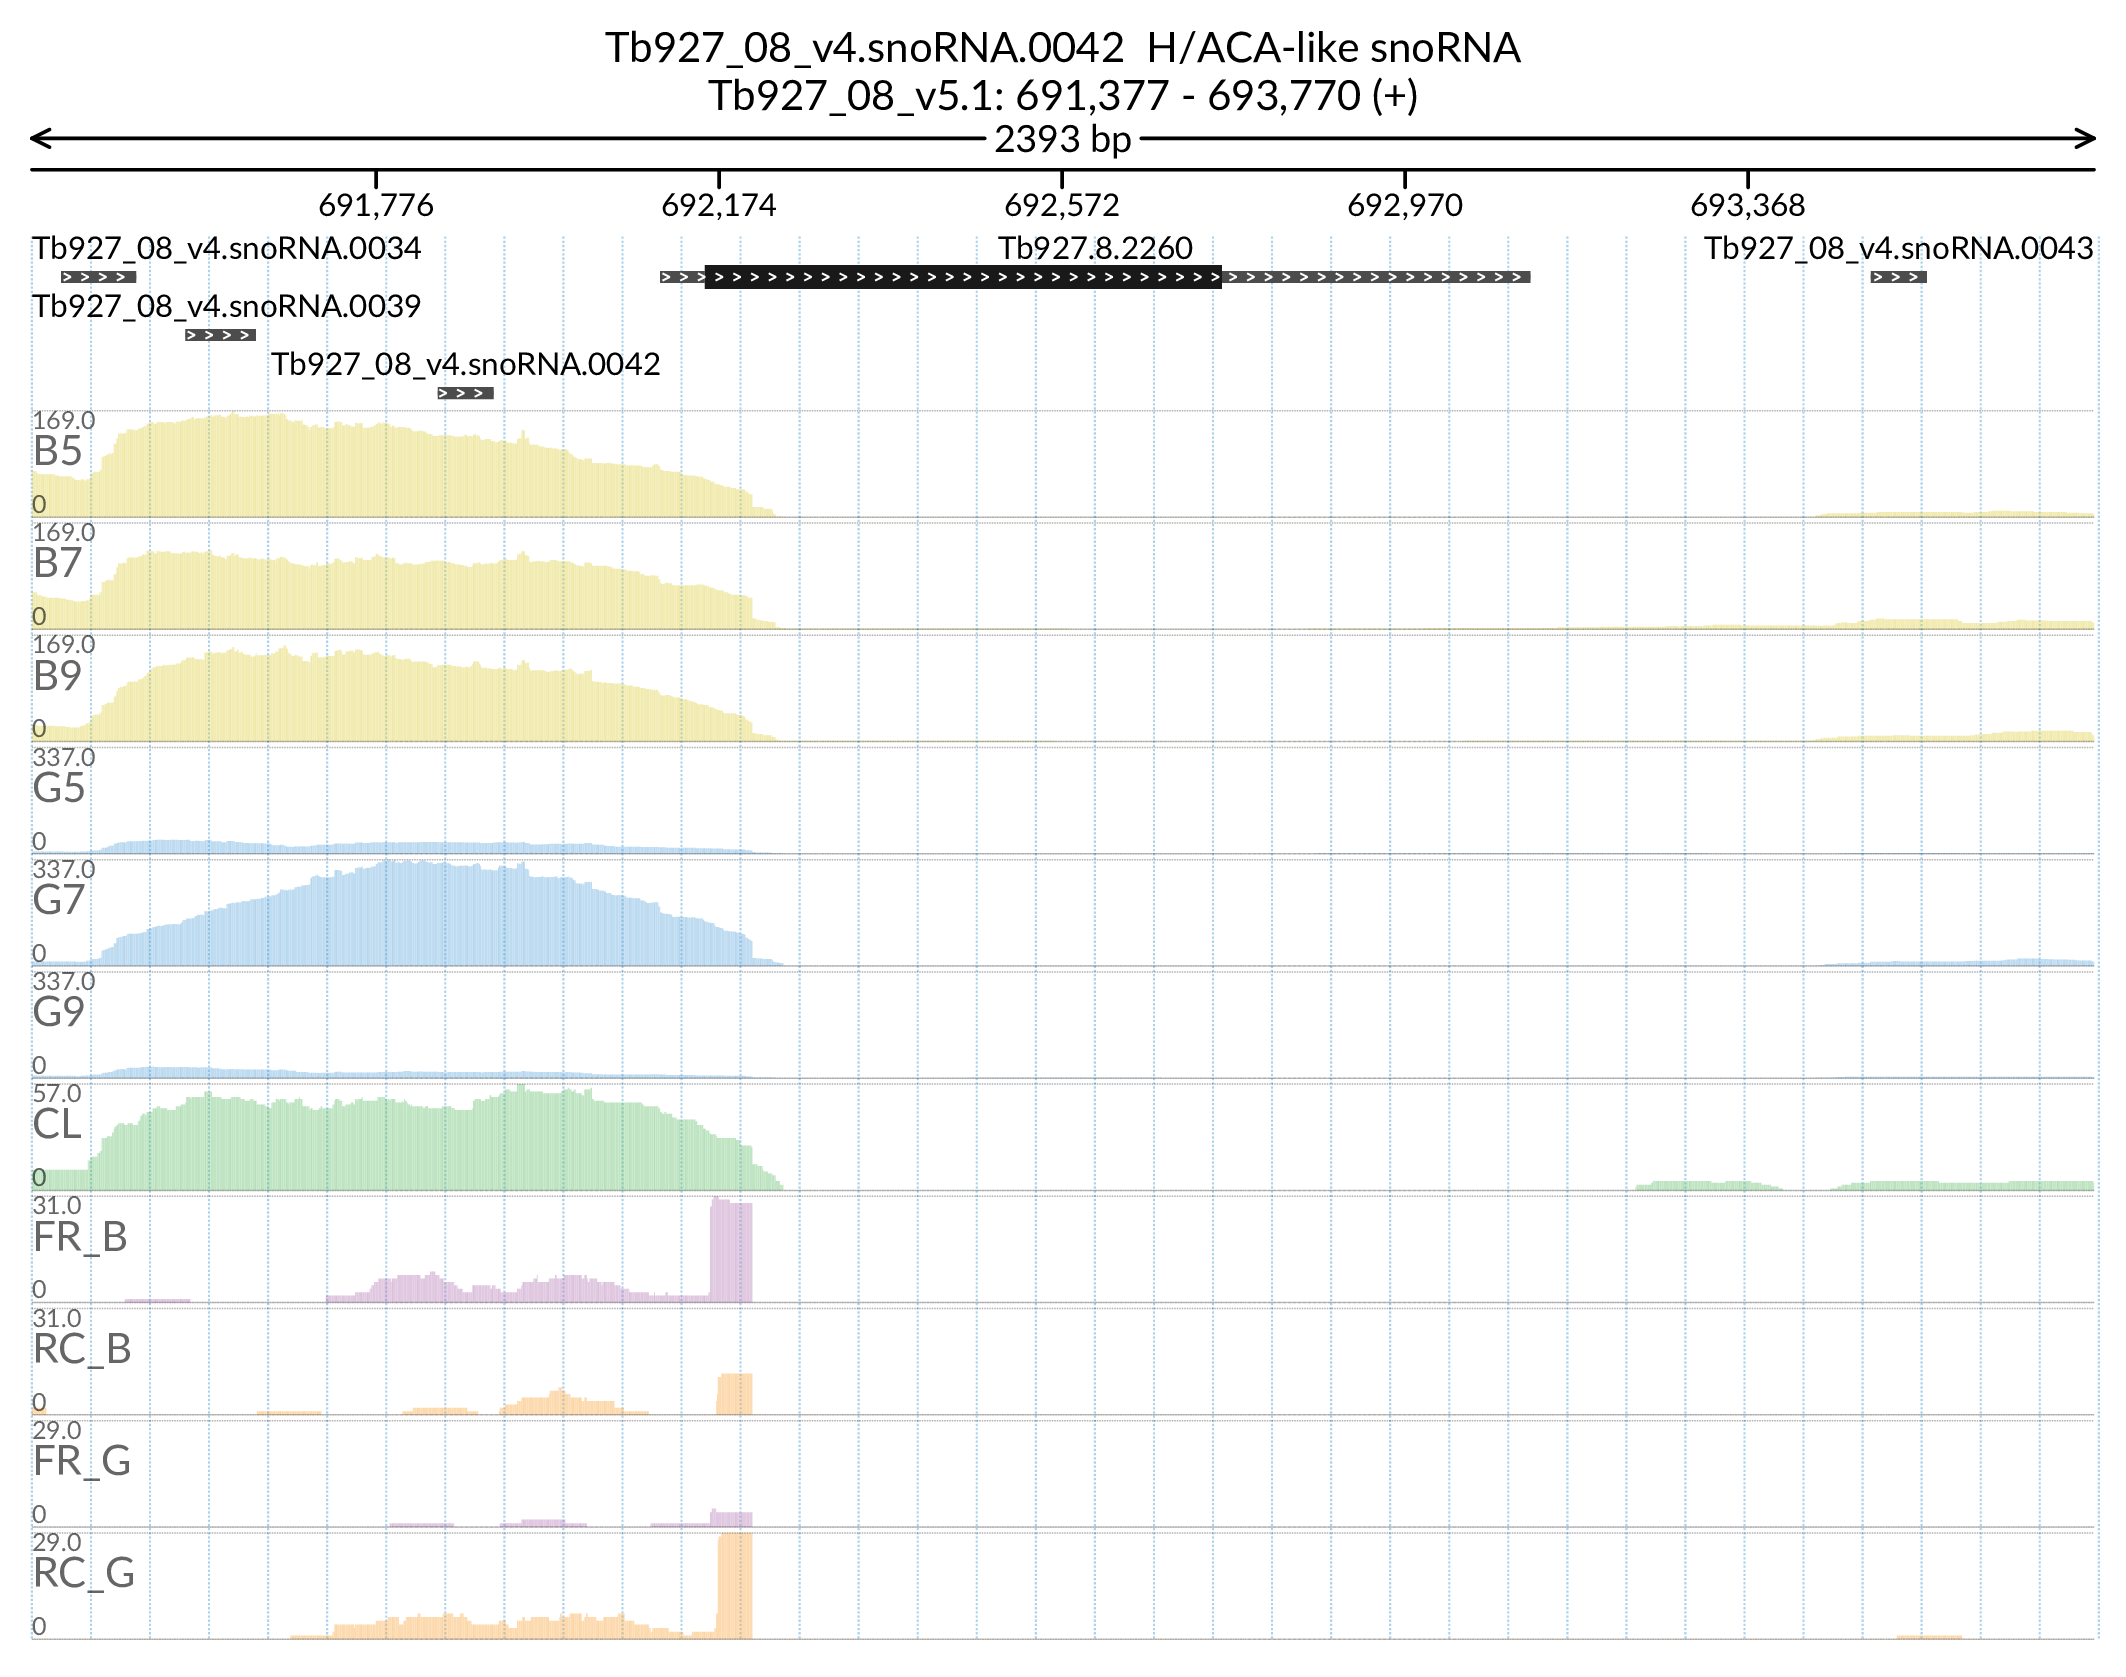 Tb927_08_v4.snoRNA.0042  H/ACA-like snoRNA
Tb927_08_v5.1: 691,377 - 693,770 (+)
2393 bp
691,776 692,174 692,572 692,970 693,368
Tb927_08_v4.snoRNA.0034 Tb927.8.2260 Tb927_08_v4.snoRNA.0043
Tb927_08_v4.snoRNA.0039
Tb927_08_v4.snoRNA.0042
169.0
B5
0
169.0
B7
0
169.0
B9
0
337.0
G5
0
337.0
G7
0
337.0
G9
0
57.0
CL
0
31.0
FR_B
0
31.0
RC_B
0
29.0
FR_G
0
29.0
RC_G
0